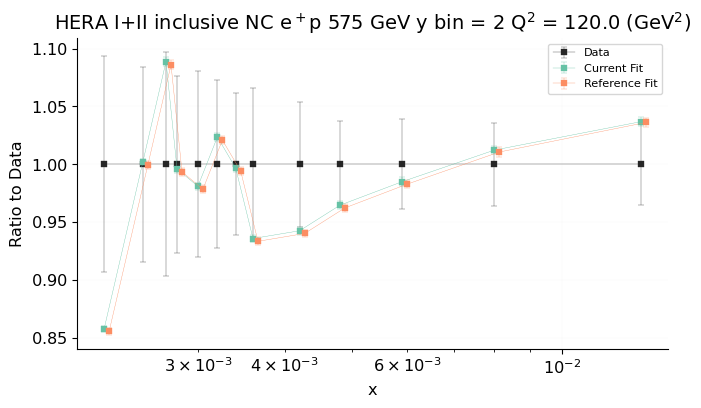 HERA I+II inclusive NC e⁺p 575 GeV y bin = 2 Q² = 120.0 (GeV²)
Data
Current Fit
Reference Fit
Ratio to Data
1.10
1.05
1.00
0.95
0.90
0.85
3 × 10⁻³
4 × 10⁻³
6 × 10⁻³
10⁻²
x